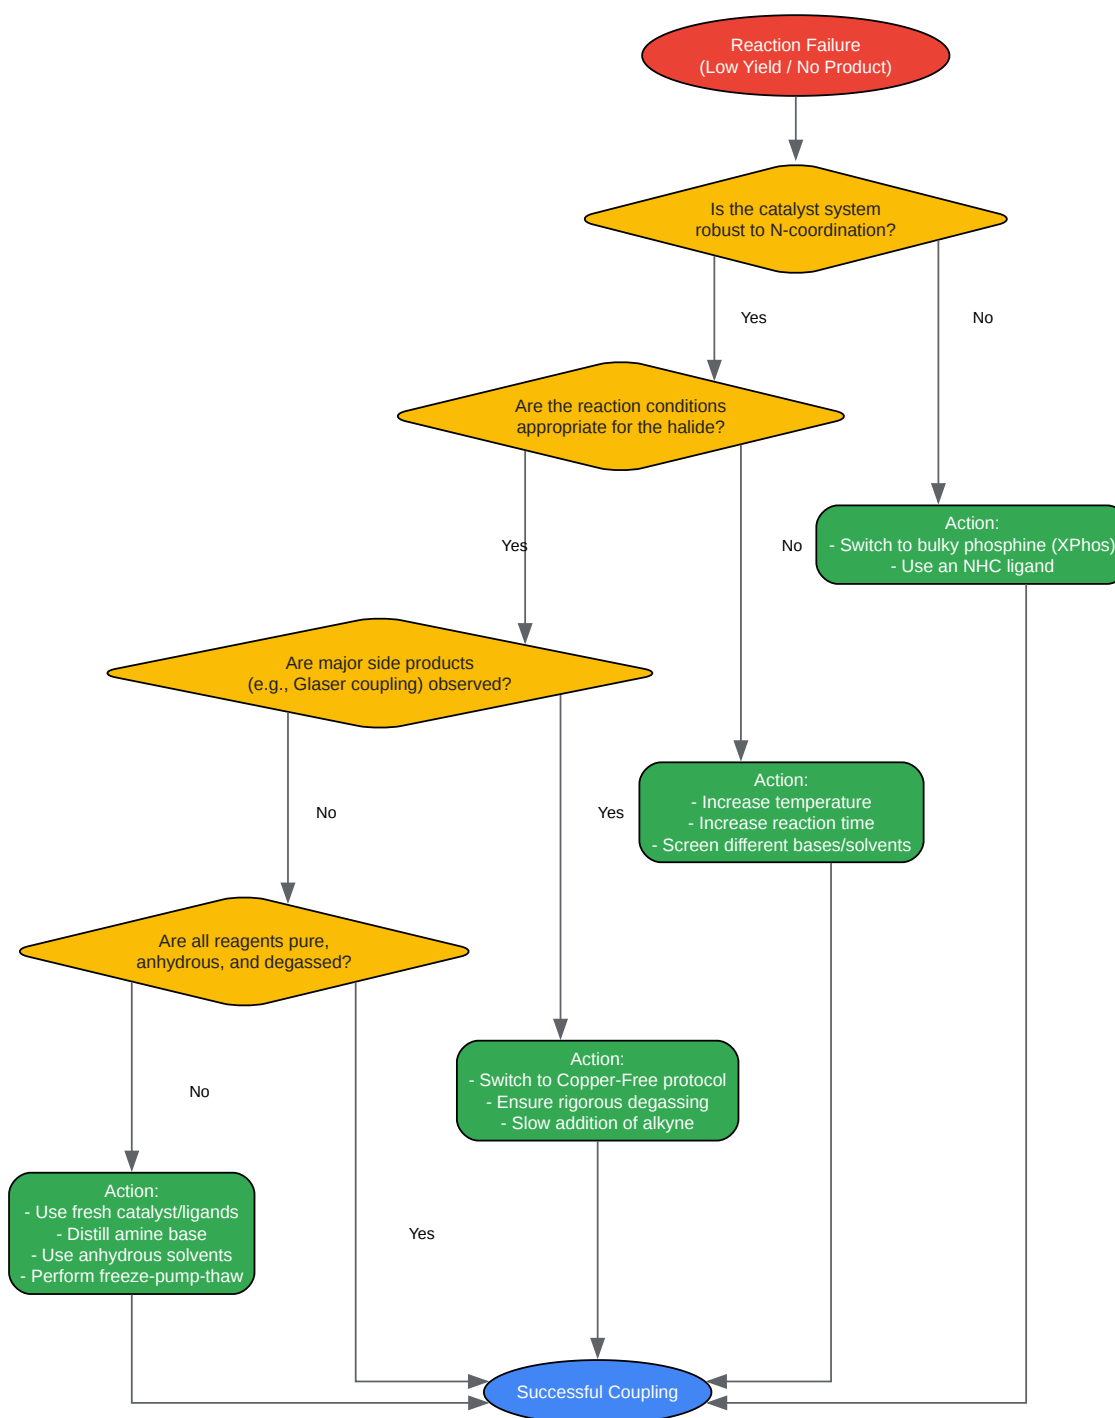 Reaction Failure
(Low Yield / No Product)
Is the catalyst system
robust to N-coordination?
Yes
No
Are the reaction conditions
appropriate for the halide?
Action:
- Switch to bulky phosphine (XPhos)
- Use an NHC ligand
Yes
No
Are major side products
(e.g., Glaser coupling) observed?
Action:
- Increase temperature
- Increase reaction time
- Screen different bases/solvents
No
Yes
Are all reagents pure,
anhydrous, and degassed?
Action:
- Switch to Copper-Free protocol
- Ensure rigorous degassing
- Slow addition of alkyne
No
Action:
- Use fresh catalyst/ligands
- Distill amine base
- Use anhydrous solvents
- Perform freeze-pump-thaw
Yes
Successful Coupling